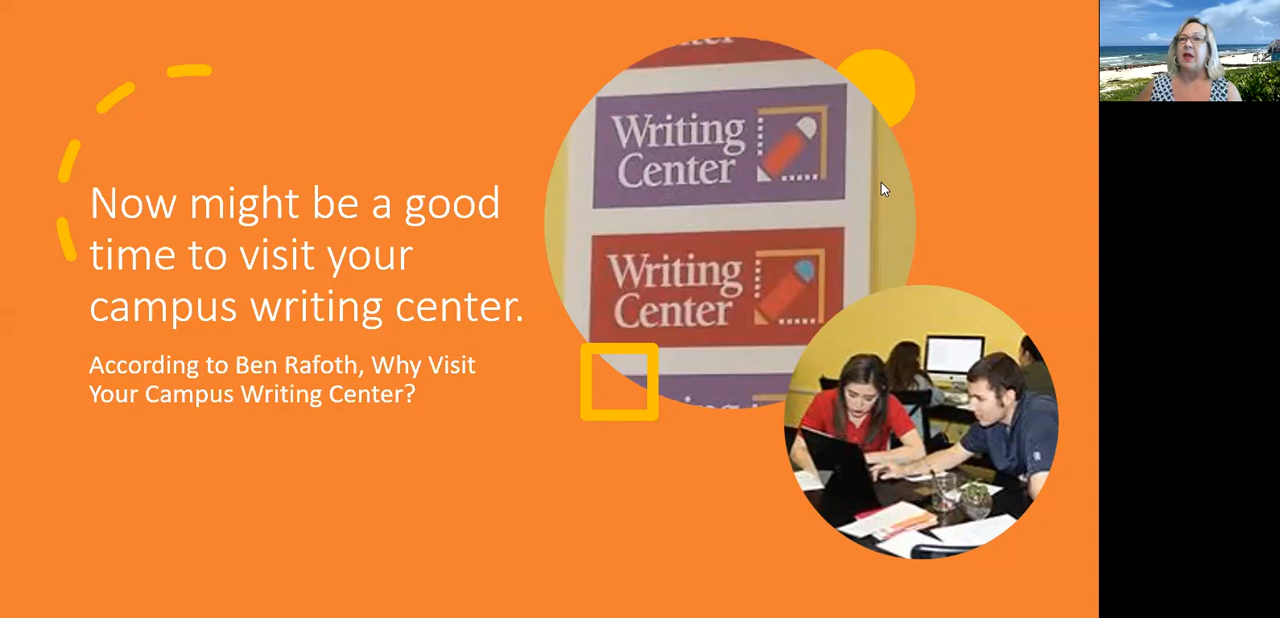 Now might be a good
time to visit your
campus writing center.
According to Ben Rafoth, Why Visit
Your Campus Writing Center?
Writing
Center
Writing
Center